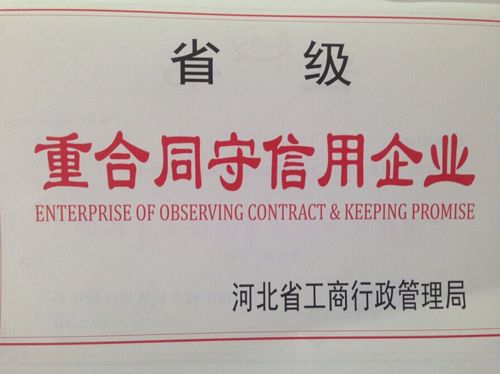 省 级
重合同守信用企业
ENTERPRISE OF OBSERVING CONTRACT & KEEPING PROMISE
河北省工商行政管理局